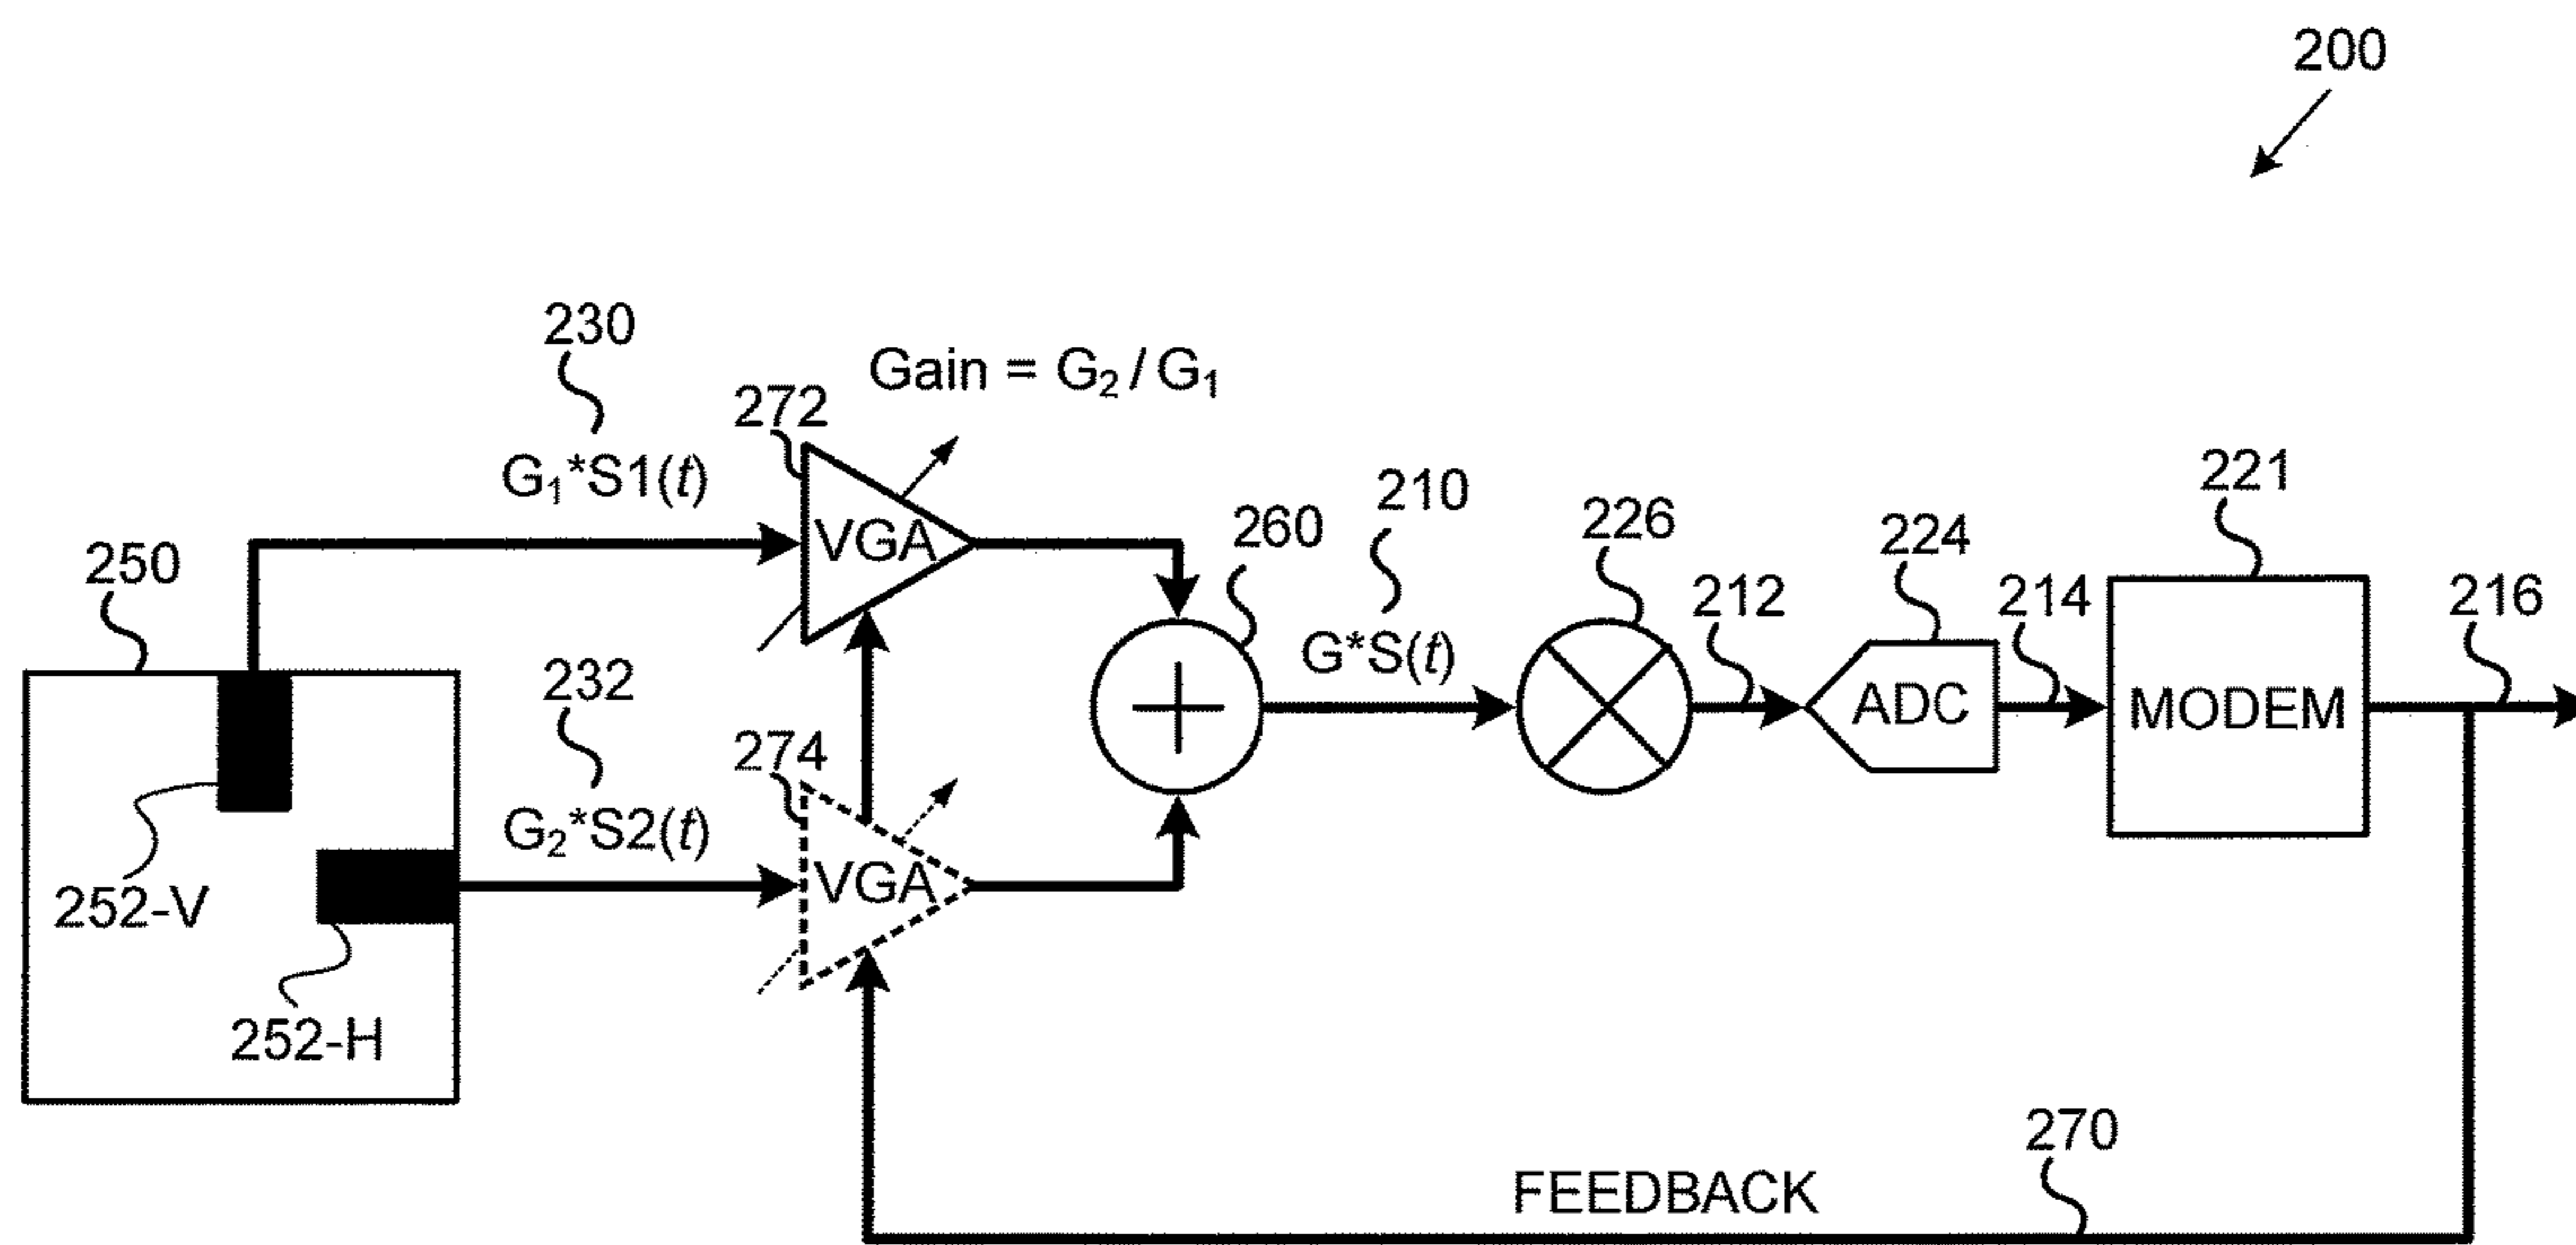 200
230
Gain = G₂ / G₁
272
G₁*S1(t)
210
221
260
226
224
250
VGA
212
214
216
G*S(t)
232
ADC
MODEM
274
G₂*S2(t)
VGA
252-V
252-H
270
FEEDBACK